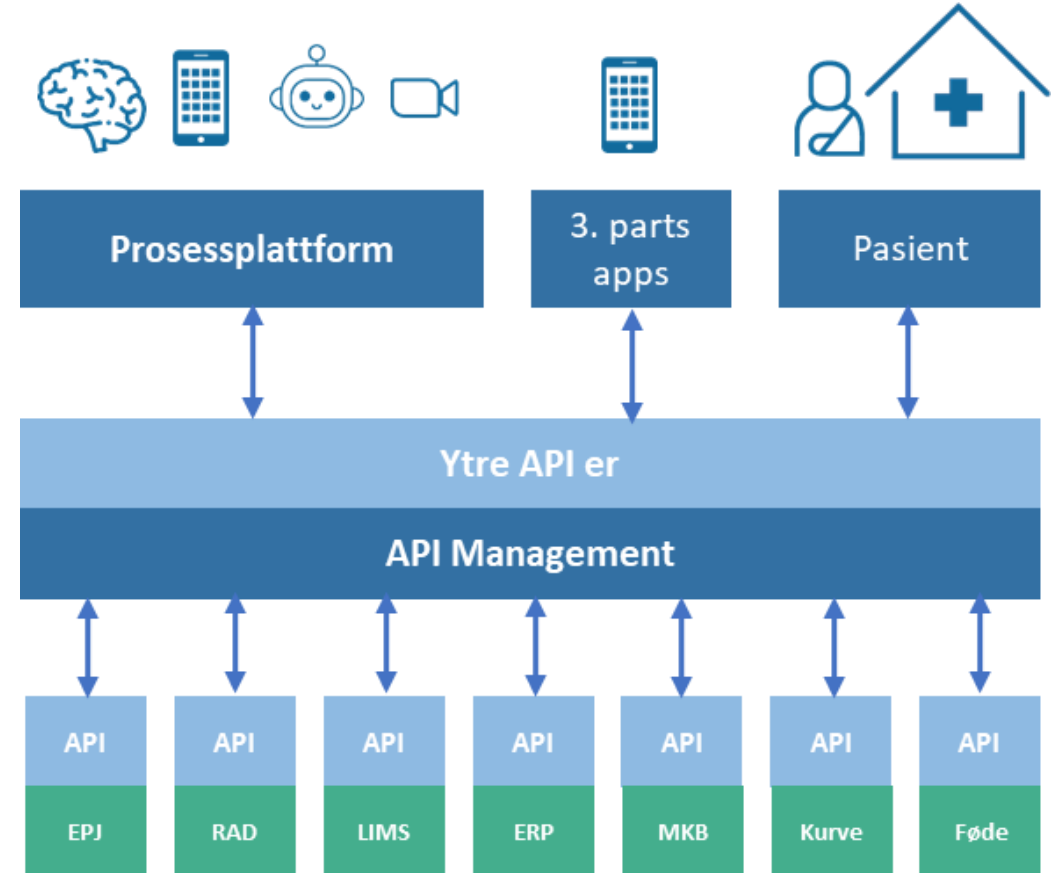 Prosessplattform
3. parts
apps
Pasient
Ytre API er
API Management
API
API
API
API
API
API
API
EPJ
RAD
LIMS
ERP
MKB
Kurve
Føde